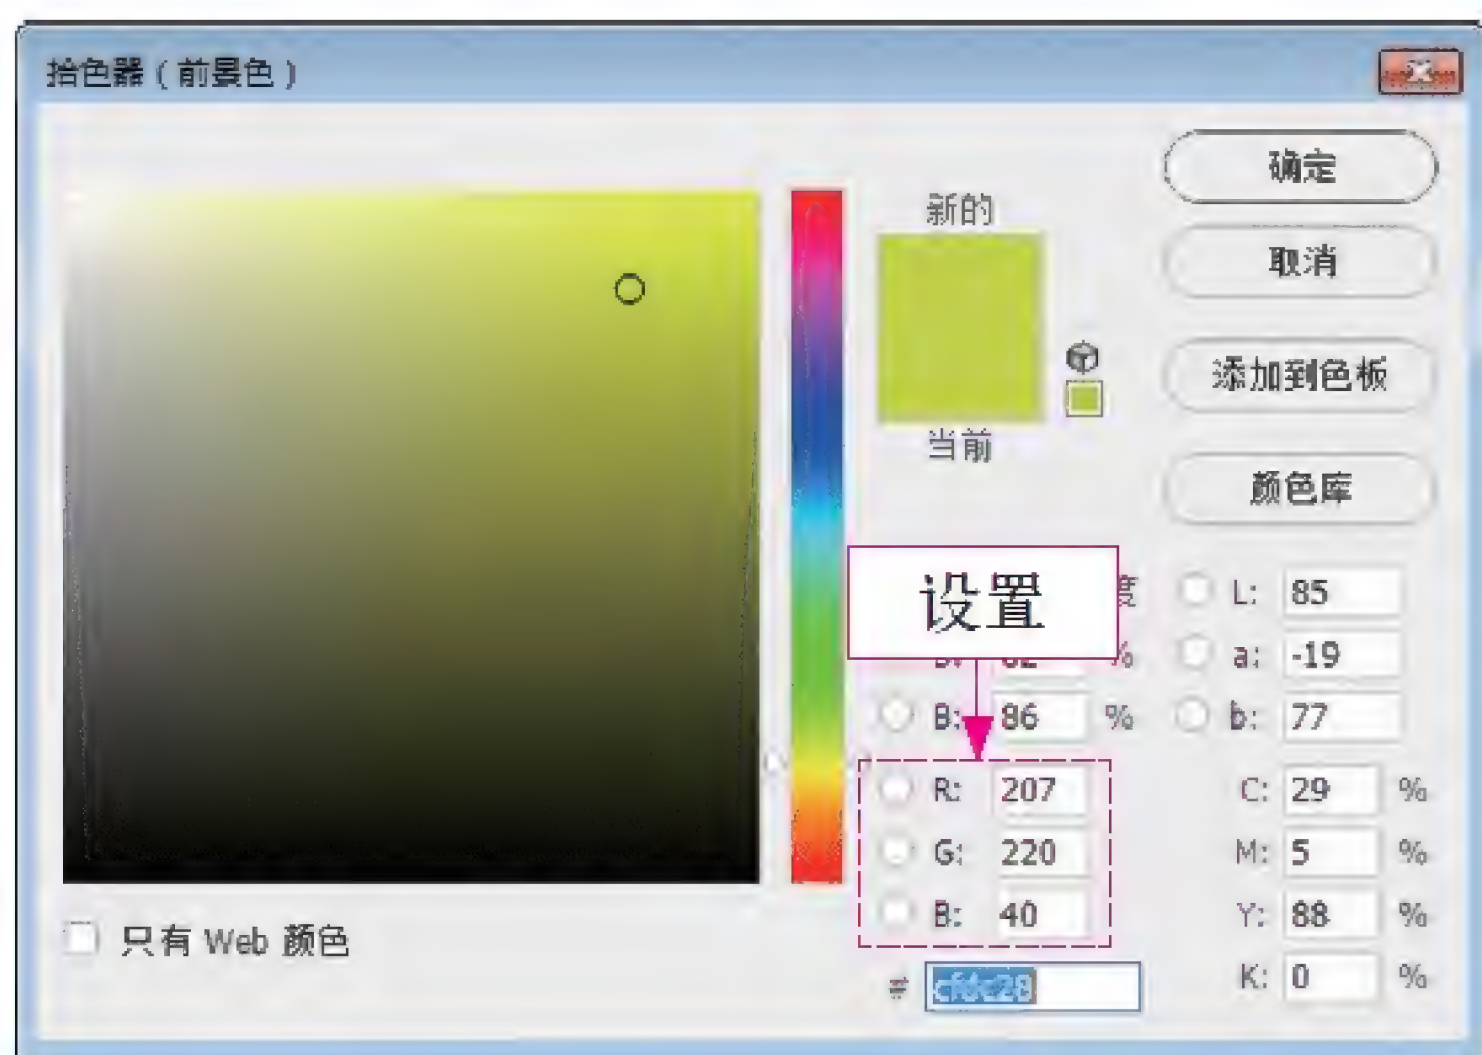 拾色器（前景色）
确定
取消
添加到色板
颜色库
新的
当前
设置
度
%
B: 86 %
R: 207
G: 220
B: 40
# cfdc28
L: 85
a: -19
b: 77
C: 29 %
M: 5 %
Y: 88 %
K: 0 %
只有 Web 颜色